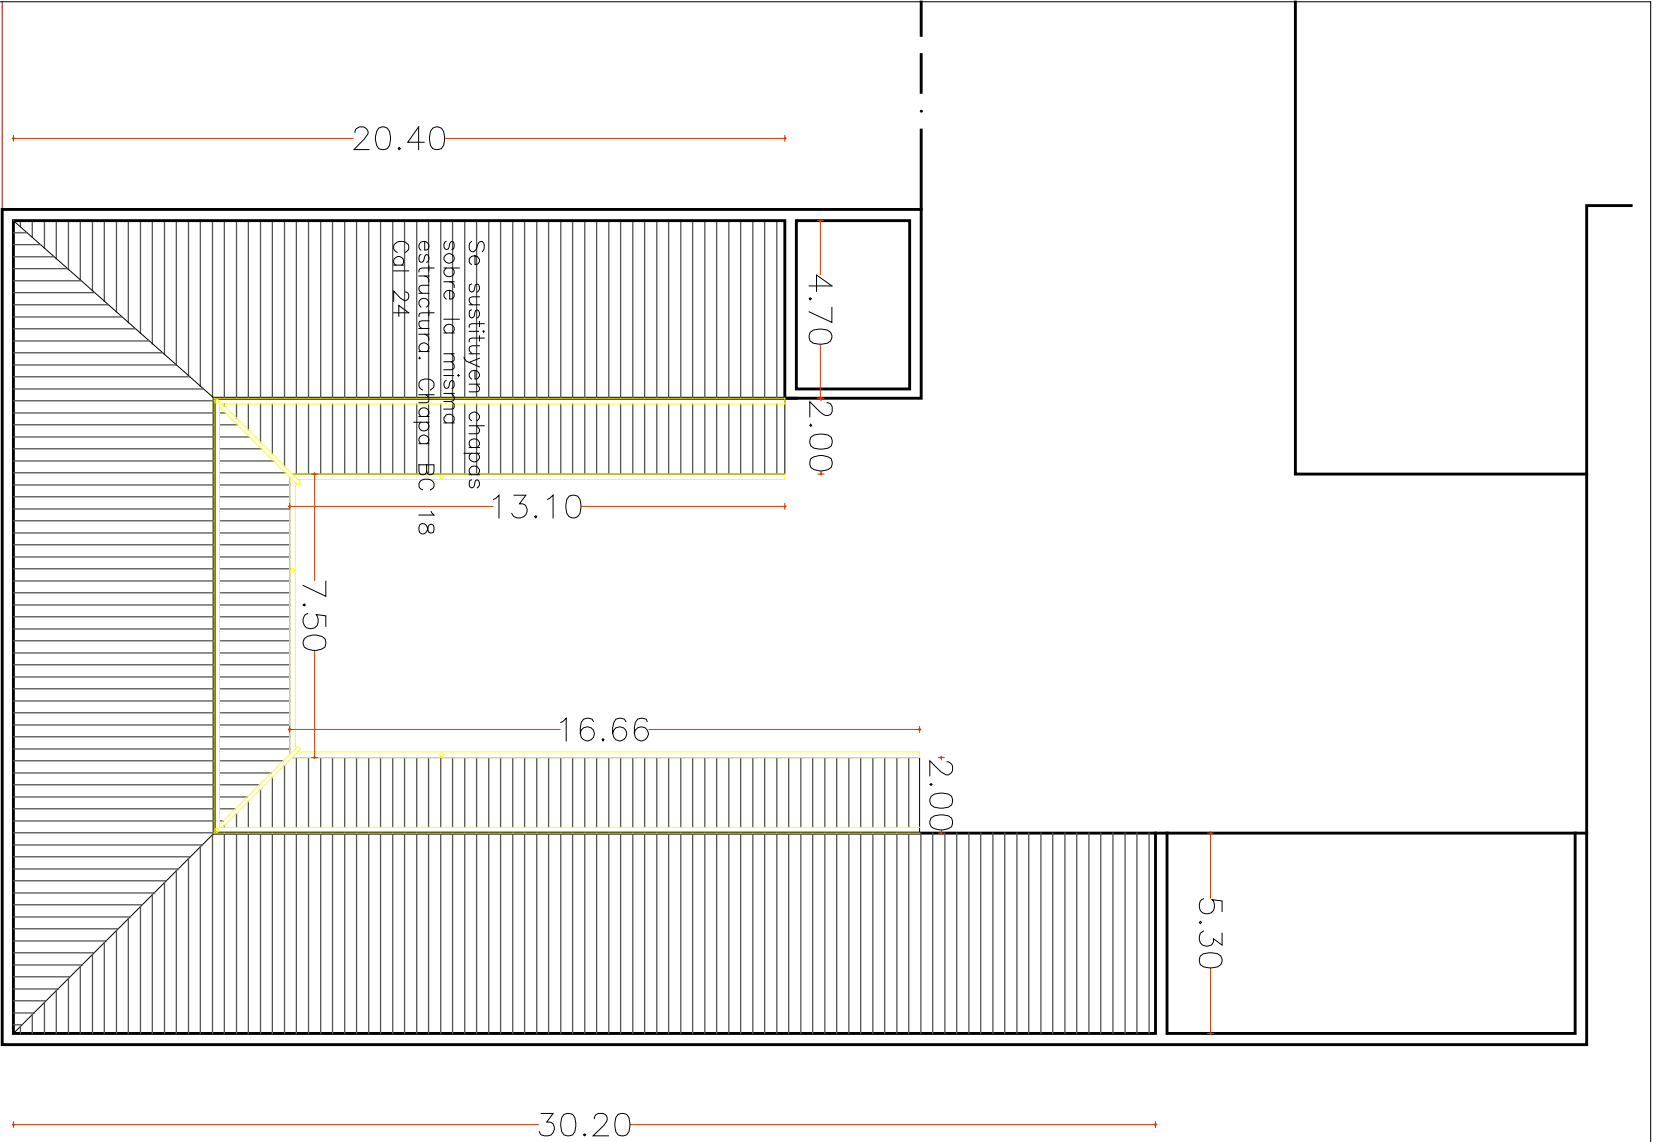 20.40
4.70
2.00
Se sustituyen chapas
sobre la misma
estructura. Chapa BC 18
Cal 24
13.10
7.50
16.66
2.00
5.30
30.20